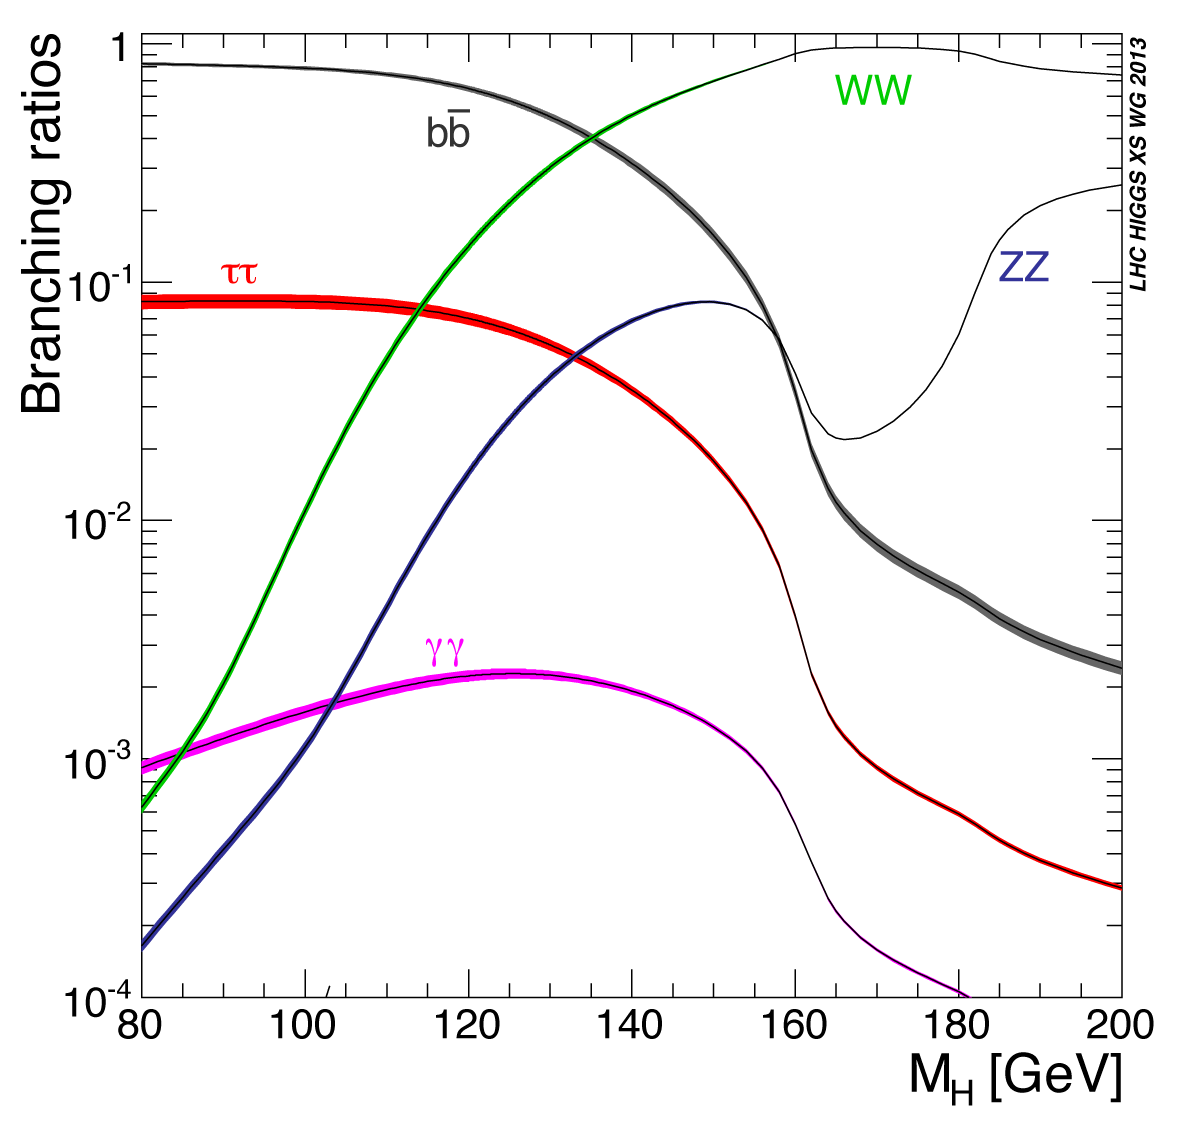 Branching ratios
1
10⁻¹
10⁻²
10⁻³
10⁻⁴
80 100 120 140 160 180 200
M_H [GeV]
bb̅
WW
ττ
ZZ
γγ
LHC HIGGS XS WG 2013